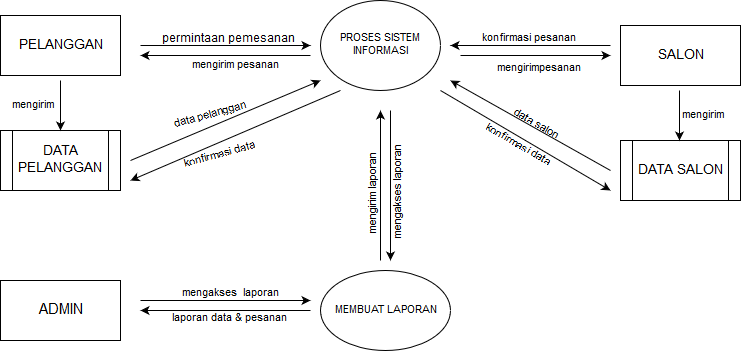 PELANGGAN
permintaan pemesanan
mengirim pesanan
PROSES SISTEM
INFORMASI
konfirmasi pesanan
mengirimpesanan
SALON
mengirim
data pelanggan
konfirmasi data
data salon
konfirmasi data
mengirim
DATA
PELANGGAN
DATA SALON
mengirim laporan
mengakses laporan
ADMIN
mengakses laporan
laporan data & pesanan
MEMBUAT LAPORAN